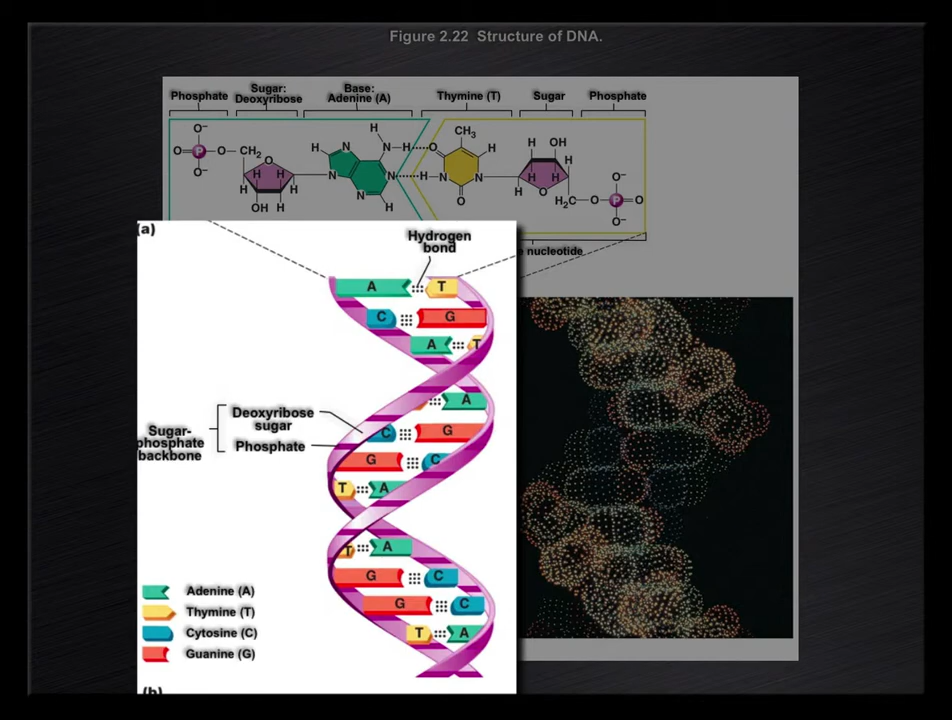 Figure 2.22 Structure of DNA.
Phosphate
Sugar:
Deoxyribose
Base:
Adenine (A)
Thymine (T)
Sugar
Phosphate
O⁻
O
P
O
O⁻
CH₂
O
H
H
H
H
OH
H
H
N
N
N
N
H
H
N
H
O
CH₃
H
H
N
N
O
H
OH
H
H
H
O
H
H₂C
O
O⁻
P
O
O⁻
(a)
nucleotide
Hydrogen
bond
A
T
C
G
A
T
A
Deoxyribose
sugar
Phosphate
Sugar-
phosphate
backbone
C
G
G
C
T
A
T
A
G
C
G
C
T
A
Adenine (A)
Thymine (T)
Cytosine (C)
Guanine (G)
(b)